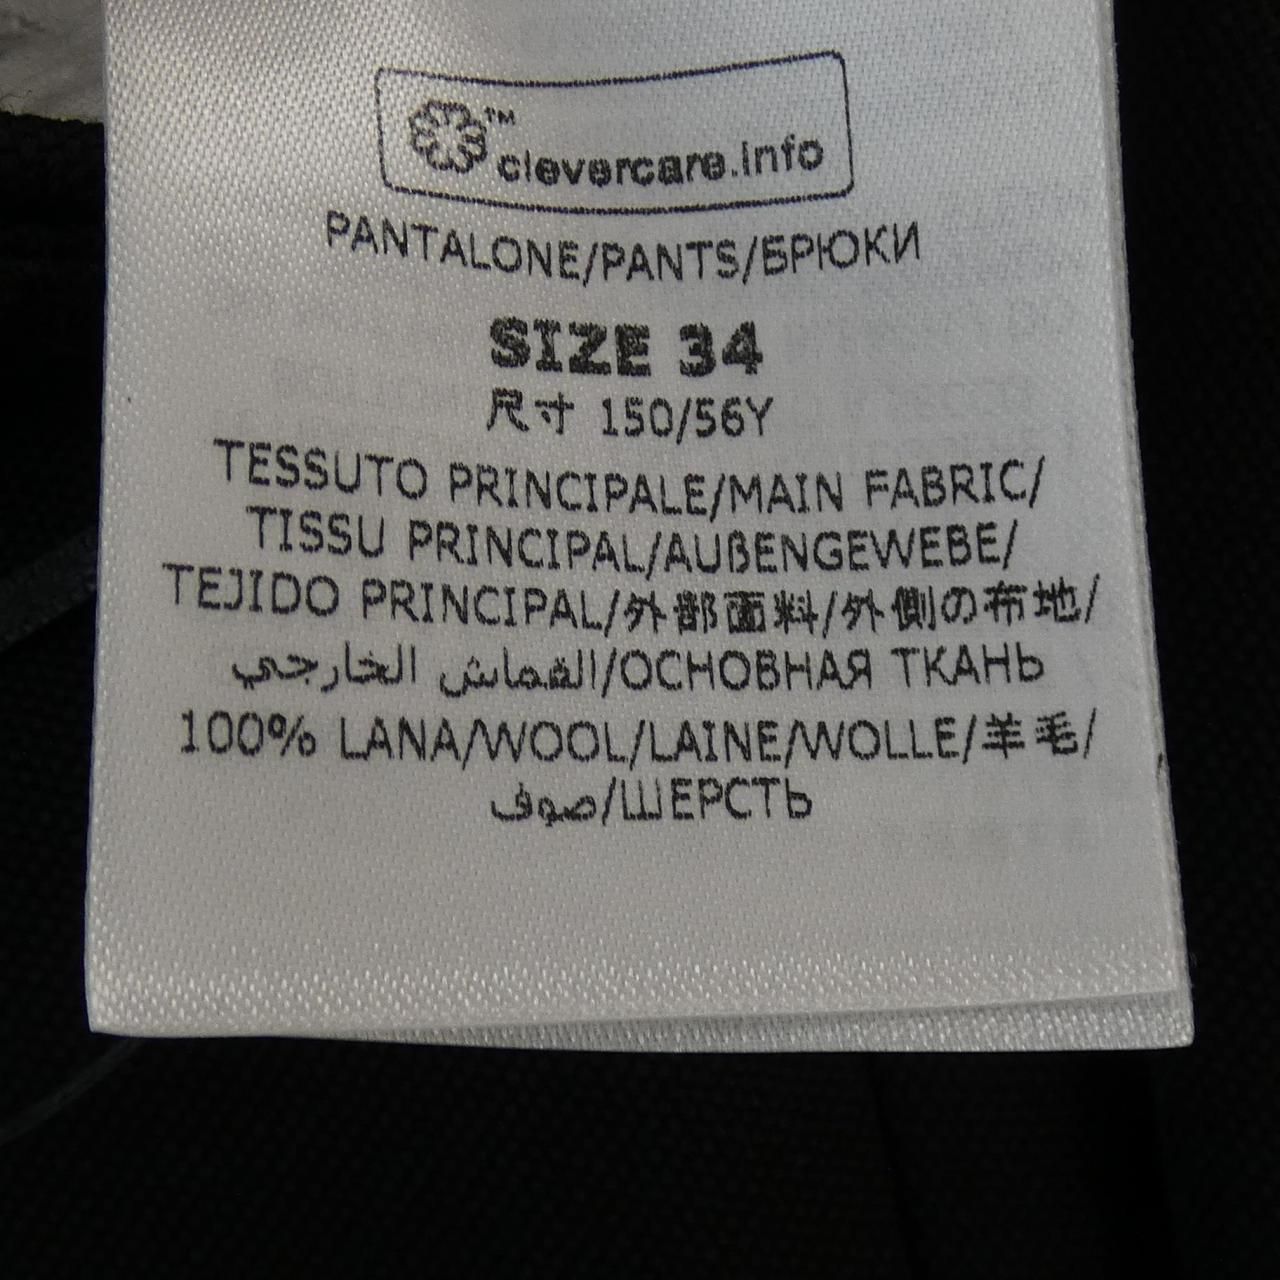 ™
clevercare.info
PANTALONE/PANTS/БРЮКИ
SIZE 34
尺寸 150/56Y
TESSUTO PRINCIPALE/MAIN FABRIC/
TISSU PRINCIPAL/AUßENGEWEBE/
TEJIDO PRINCIPAL/外部面料/外側の布地/
القماش الخارجي/ОСНОВНАЯ ТКАНЬ
100% LANA/WOOL/LAINE/WOLLE/羊毛/
صوف/ШЕРСТЬ